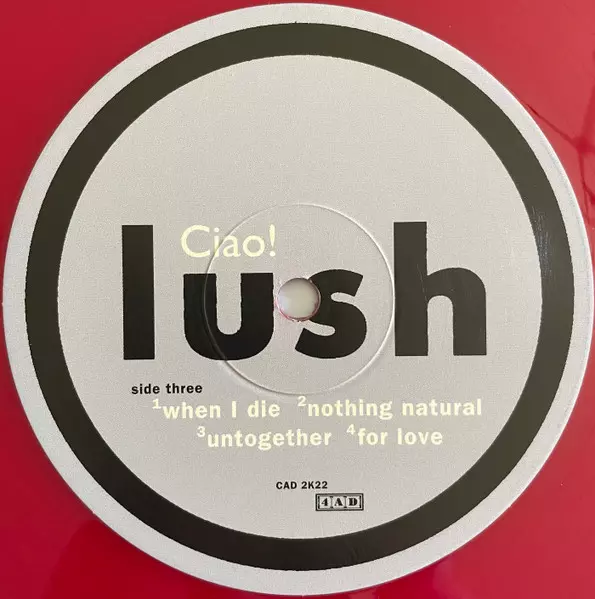 Ciao!
lush
side three
¹when I die ²nothing natural
³untogether ⁴for love
CAD 2K22
4AD